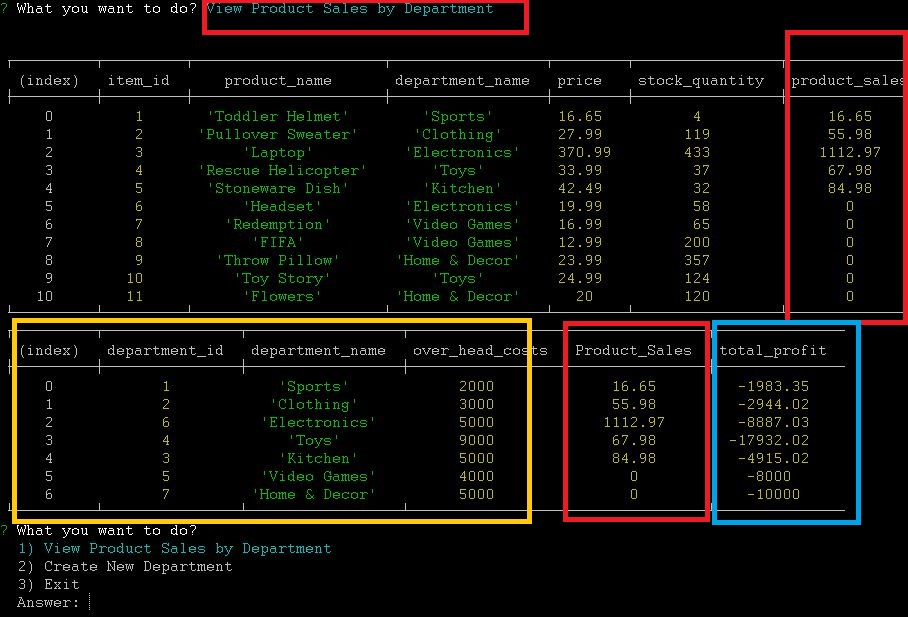 ? What you want to do? View Product Sales by Department
(index) item_id product_name department_name price stock_quantity product_sales
0 1 'Toddler Helmet' 'Sports' 16.65 4 16.65
1 2 'Pullover Sweater' 'Clothing' 27.99 119 55.98
2 3 'Laptop' 'Electronics' 370.99 433 1112.97
3 4 'Rescue Helicopter' 'Toys' 33.99 37 67.98
4 5 'Stoneware Dish' 'Kitchen' 42.49 32 84.98
5 6 'Headset' 'Electronics' 19.99 58 0
6 7 'Redemption' 'Video Games' 16.99 65 0
7 8 'FIFA' 'Video Games' 12.99 200 0
8 9 'Throw Pillow' 'Home & Decor' 23.99 357 0
9 10 'Toy Story' 'Toys' 24.99 124 0
10 11 'Flowers' 'Home & Decor' 20 120 0
(index) department_id department_name over_head_costs Product_Sales total_profit
0 1 'Sports' 2000 16.65 -1983.35
1 2 'Clothing' 3000 55.98 -2944.02
2 6 'Electronics' 5000 1112.97 -8887.03
3 4 'Toys' 9000 67.98 -17932.02
4 3 'Kitchen' 5000 84.98 -4915.02
5 5 'Video Games' 4000 0 -8000
6 7 'Home & Decor' 5000 0 -10000
? What you want to do?
1) View Product Sales by Department
2) Create New Department
3) Exit
Answer: